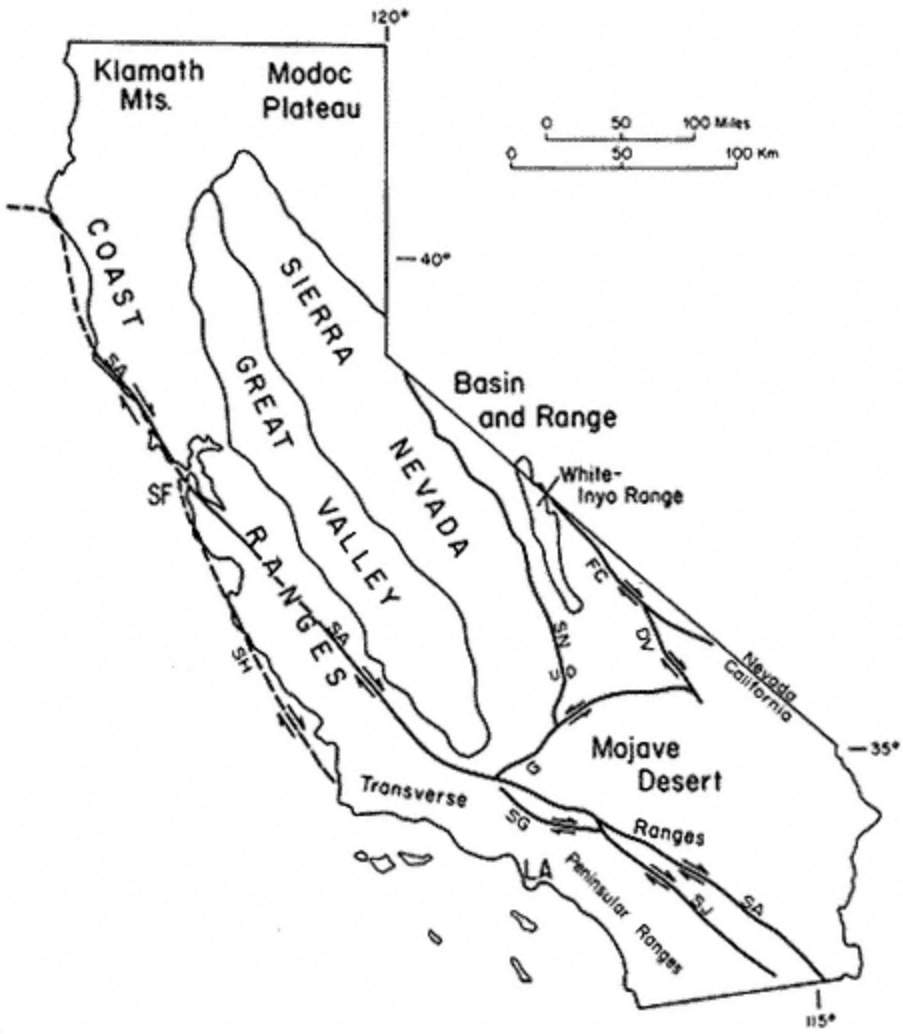 120°
Klamath
Mts.
Modoc
Plateau
0 50 100 Miles
0 50 100 Km
COAST
40°
SIERRA
SA
GREAT
Basin
and Range
NEVADA
White-
Inyo Range
SF
VALLEY
RANGES
FC
SA
SN
DV
SH
U D
Nevada
California
35°
Mojave
Desert
G
Transverse
Ranges
SG
LA
Peninsular Ranges
SJ
SA
115°